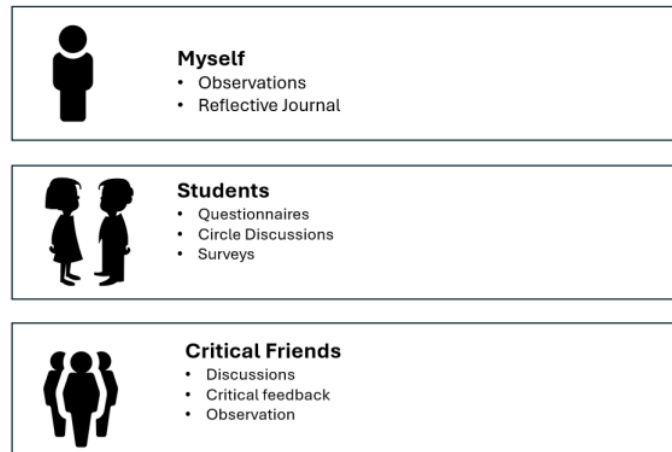 Myself
• Observations
• Reflective Journal
Students
• Questionnaires
• Circle Discussions
• Surveys
Critical Friends
• Discussions
• Critical feedback
• Observation